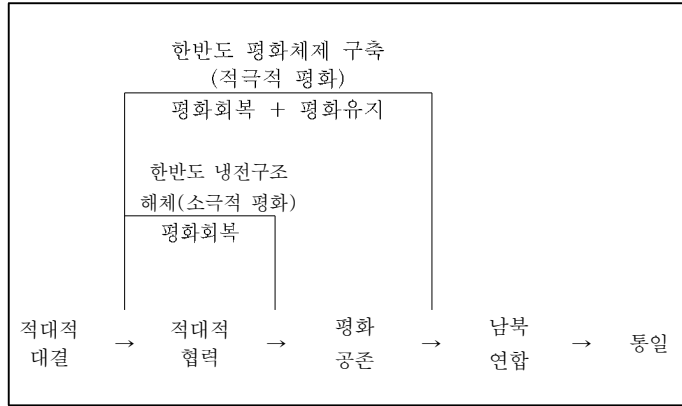 한반도 평화체제 구축
(적극적 평화)
평화회복 + 평화유지
한반도 냉전구조
해체(소극적 평화)
평화회복
적대적 → 적대적 → 평화 → 남북 → 통일
대결 협력 공존 연합